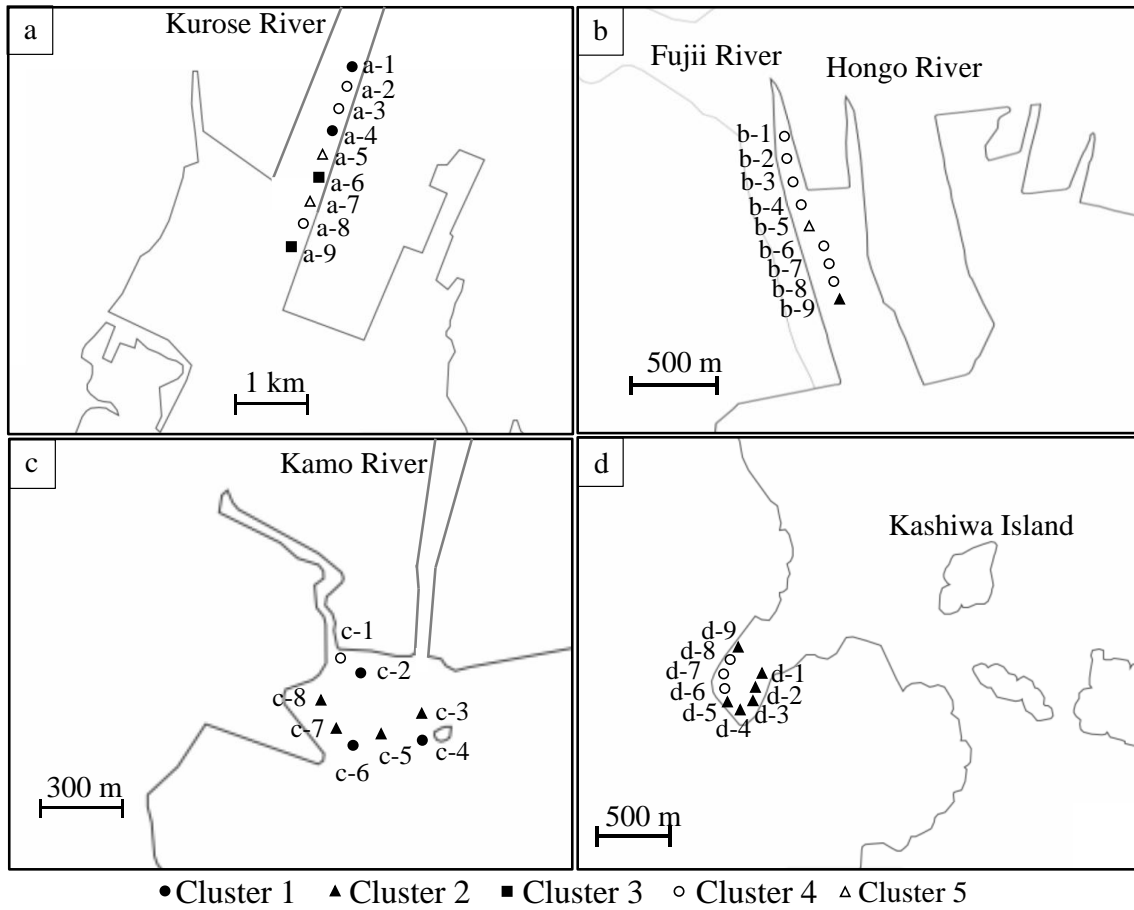 a
Kurose River
a-1
a-2
a-3
a-4
a-5
a-6
a-7
a-8
a-9
1 km
b
Fujii River
Hongo River
b-1
b-2
b-3
b-4
b-5
b-6
b-7
b-8
b-9
500 m
c
Kamo River
c-1
c-2
c-8
c-3
c-7
c-5
c-4
c-6
300 m
d
Kashiwa Island
d-9
d-8
d-7
d-1
d-6
d-2
d-5
d-3
d-4
500 m
Cluster 1 Cluster 2 Cluster 3 Cluster 4 Cluster 5